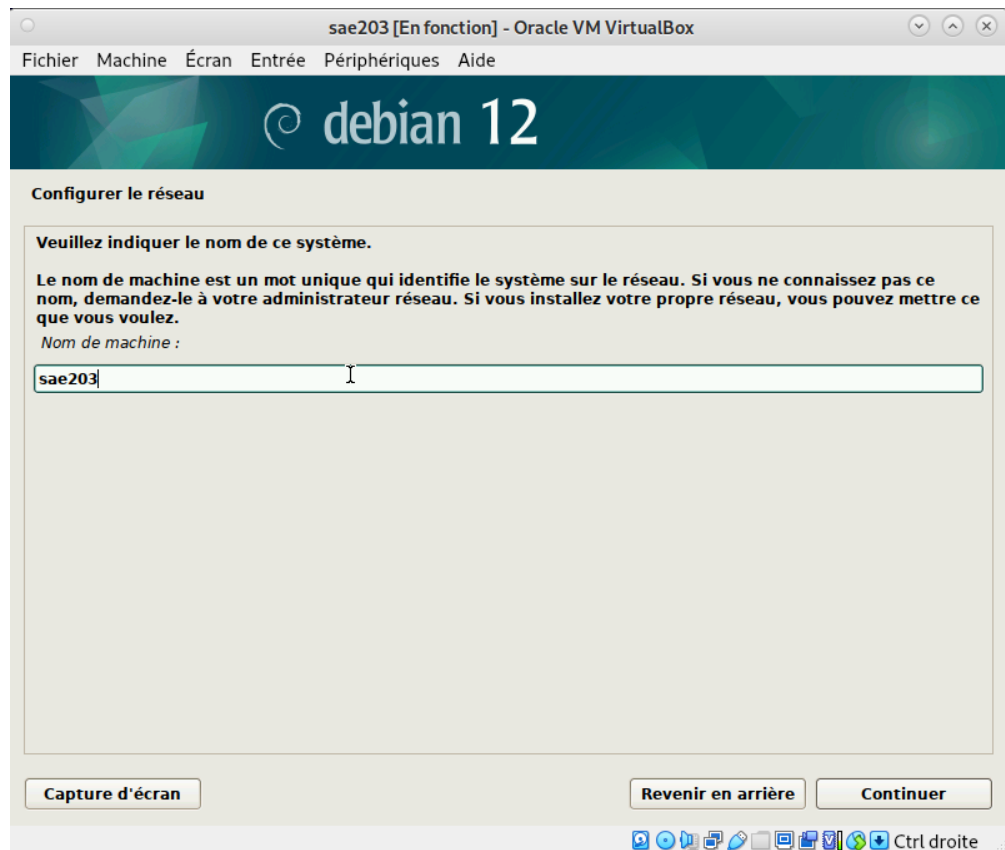 sae203 [En fonction] - Oracle VM VirtualBox
Fichier Machine Écran Entrée Périphériques Aide
debian 12
Configurer le réseau
Veuillez indiquer le nom de ce système.
Le nom de machine est un mot unique qui identifie le système sur le réseau. Si vous ne connaissez pas ce
nom, demandez-le à votre administrateur réseau. Si vous installez votre propre réseau, vous pouvez mettre ce
que vous voulez.
Nom de machine :
sae203
Capture d'écran
Revenir en arrière
Continuer
Ctrl droite